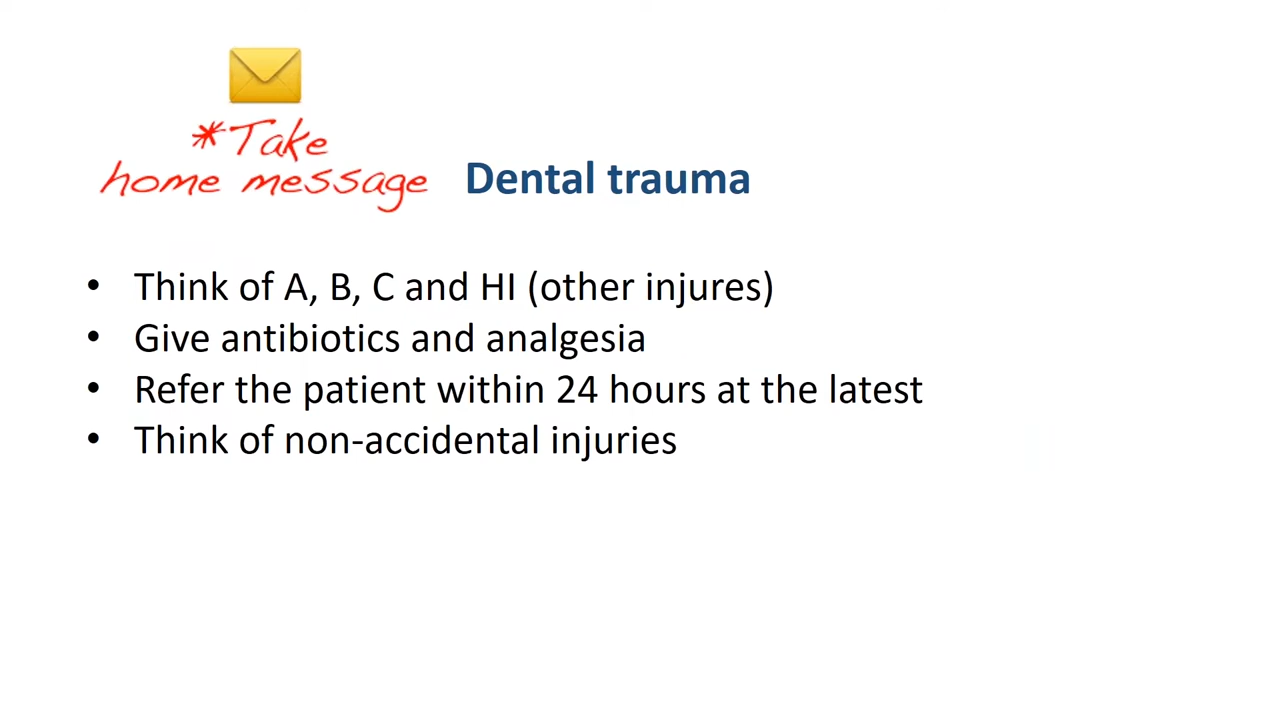 *Take
home message
Dental trauma
• Think of A, B, C and HI (other injures)
• Give antibiotics and analgesia
• Refer the patient within 24 hours at the latest
• Think of non-accidental injuries